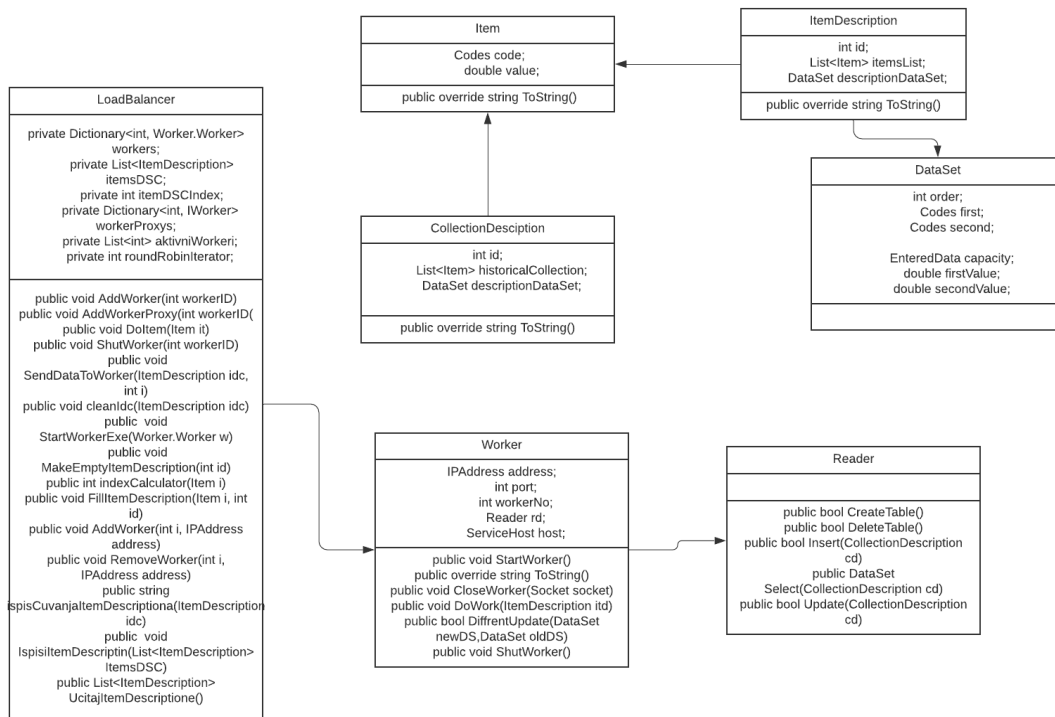 Item
Codes code;
double value;
public override string ToString()
ItemDescription
int id;
List<Item> itemsList;
DataSet descriptionDataSet;
public override string ToString()
LoadBalancer
private Dictionary<int, Worker.Worker>
workers;
private List<ItemDescription>
itemsDSC;
private int itemDSCIndex;
private Dictionary<int, IWorker>
workerProxys;
private List<int> aktivniWorkeri;
private int roundRobinIterator;
public void AddWorker(int workerID)
public void AddWorkerProxy(int workerID(
public void DoItem(Item it)
public void ShutWorker(int workerID)
public void
SendDataToWorker(ItemDescription idc,
int i)
public void cleanIdc(ItemDescription idc)
public void
StartWorkerExe(Worker.Worker w)
public void
MakeEmptyItemDescription(int id)
public int indexCalculator(Item i)
public void FillItemDescription(Item i, int
id)
public void AddWorker(int i, IPAddress
address)
public void RemoveWorker(int i,
IPAddress address)
public string
ispisCuvanjaItemDescriptiona(ItemDescription
idc)
public void
IspisiItemDescriptin(List<ItemDescription>
ItemsDSC)
public List<ItemDescription>
UcitajItemDescriptione()
CollectionDesciption
int id;
List<Item> historicalCollection;
DataSet descriptionDataSet;
public override string ToString()
DataSet
int order;
Codes first;
Codes second;
EnteredData capacity;
double firstValue;
double secondValue;
Worker
IPAddress address;
int port;
int workerNo;
Reader rd;
ServiceHost host;
public void StartWorker()
public override string ToString()
public void CloseWorker(Socket socket)
public void DoWork(ItemDescription itd)
public bool DiffrentUpdate(DataSet
newDS,DataSet oldDS)
public void ShutWorker()
Reader
public bool CreateTable()
public bool DeleteTable()
public bool Insert(CollectionDescription
cd)
public DataSet
Select(CollectionDescription cd)
public bool Update(CollectionDescription
cd)